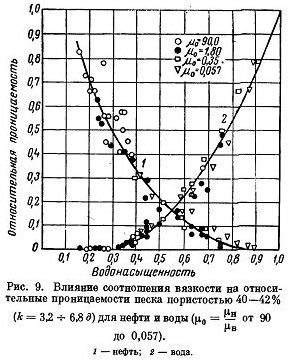 1,0
0,9
0,8
0,7
0,6
0,5
0,4
0,3
0,2
0,1
0
Относительная проницаемость
○ μ₀=90,0
● μ₀=1,80
□ μ₀=0,35
▽ μ₀=0,057
1
2
0,1 0,2 0,3 0,4 0,5 0,6 0,7 0,8 0,9 1,0
Водонасыщенность
Рис. 9. Влияние соотношения вязкости на относи-
тельные проницаемости песка пористостью 40—42%
(k = 3,2 ÷ 6,8 д) для нефти и воды (μ₀ = μн/μв от 90
до 0,057).
1 — нефть; 2 — вода.